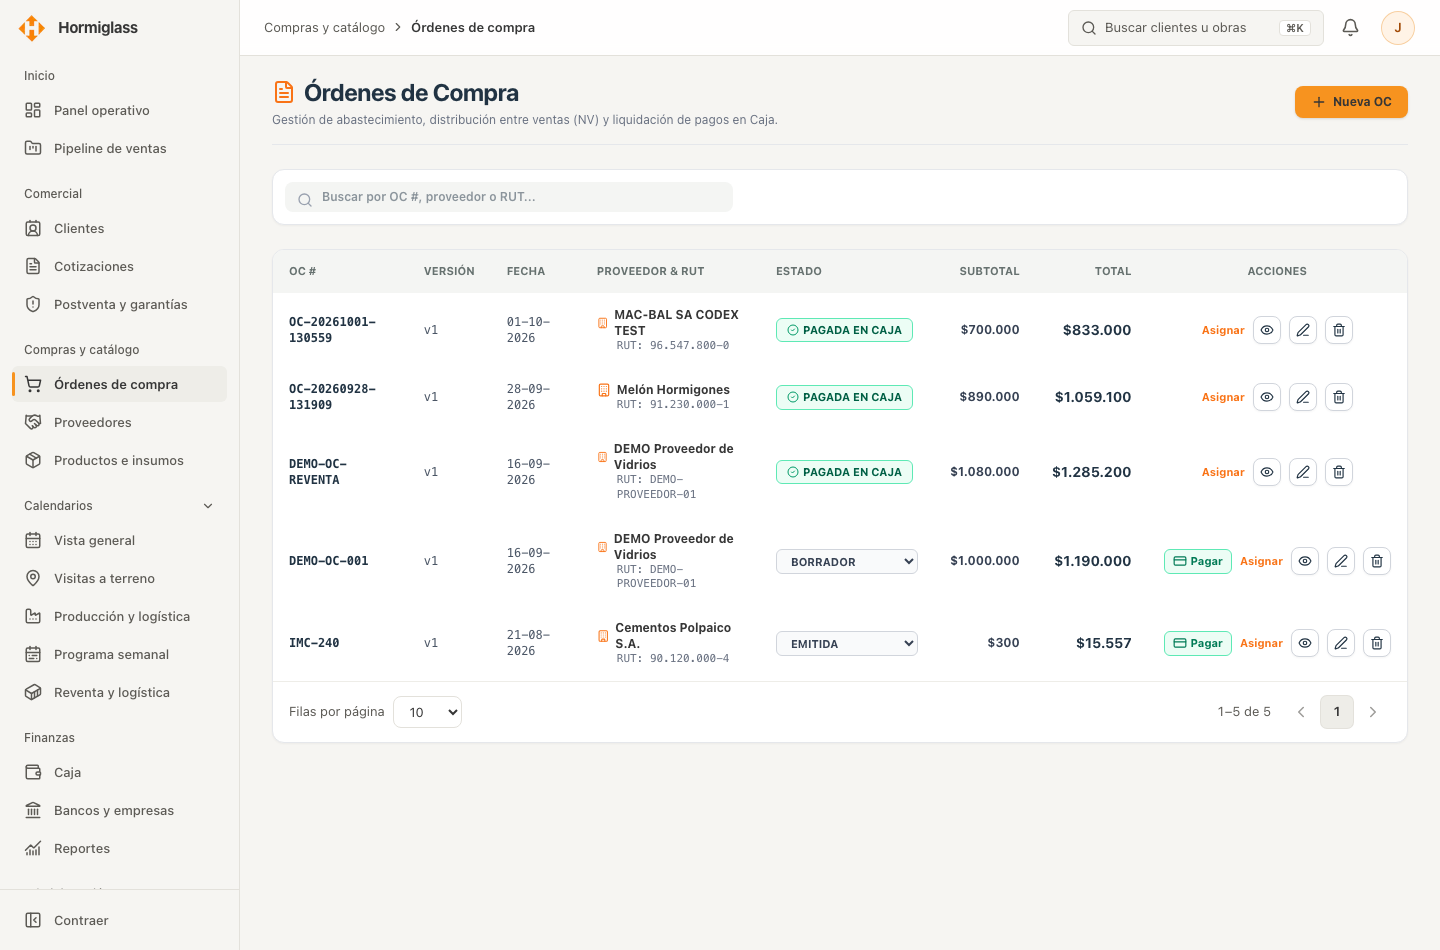 Hormiglass
Inicio
Panel operativo
Pipeline de ventas
Comercial
Clientes
Cotizaciones
Postventa y garantías
Compras y catálogo
Órdenes de compra
Proveedores
Productos e insumos
Calendarios
Vista general
Visitas a terreno
Producción y logística
Programa semanal
Reventa y logística
Finanzas
Caja
Bancos y empresas
Reportes
Contraer
Compras y catálogo > Órdenes de compra
Buscar clientes u obras ⌘K
J
Órdenes de Compra
Gestión de abastecimiento, distribución entre ventas (NV) y liquidación de pagos en Caja.
+ Nueva OC
Buscar por OC #, proveedor o RUT...
OC # VERSIÓN FECHA PROVEEDOR & RUT ESTADO SUBTOTAL TOTAL ACCIONES
OC-20261001-
130559
v1
01-10-
2026
MAC-BAL SA CODEX
TEST
RUT: 96.547.800-0
PAGADA EN CAJA
$700.000
$833.000
Asignar
OC-20260928-
131909
v1
28-09-
2026
Melón Hormigones
RUT: 91.230.000-1
PAGADA EN CAJA
$890.000
$1.059.100
Asignar
DEMO-OC-
REVENTA
v1
16-09-
2026
DEMO Proveedor de
Vidrios
RUT: DEMO-
PROVEEDOR-01
PAGADA EN CAJA
$1.080.000
$1.285.200
Asignar
DEMO-OC-001
v1
16-09-
2026
DEMO Proveedor de
Vidrios
RUT: DEMO-
PROVEEDOR-01
BORRADOR
$1.000.000
$1.190.000
Pagar
Asignar
IMC-240
v1
21-08-
2026
Cementos Polpaico
S.A.
RUT: 90.120.000-4
EMITIDA
$300
$15.557
Pagar
Asignar
Filas por página 10
1–5 de 5
1